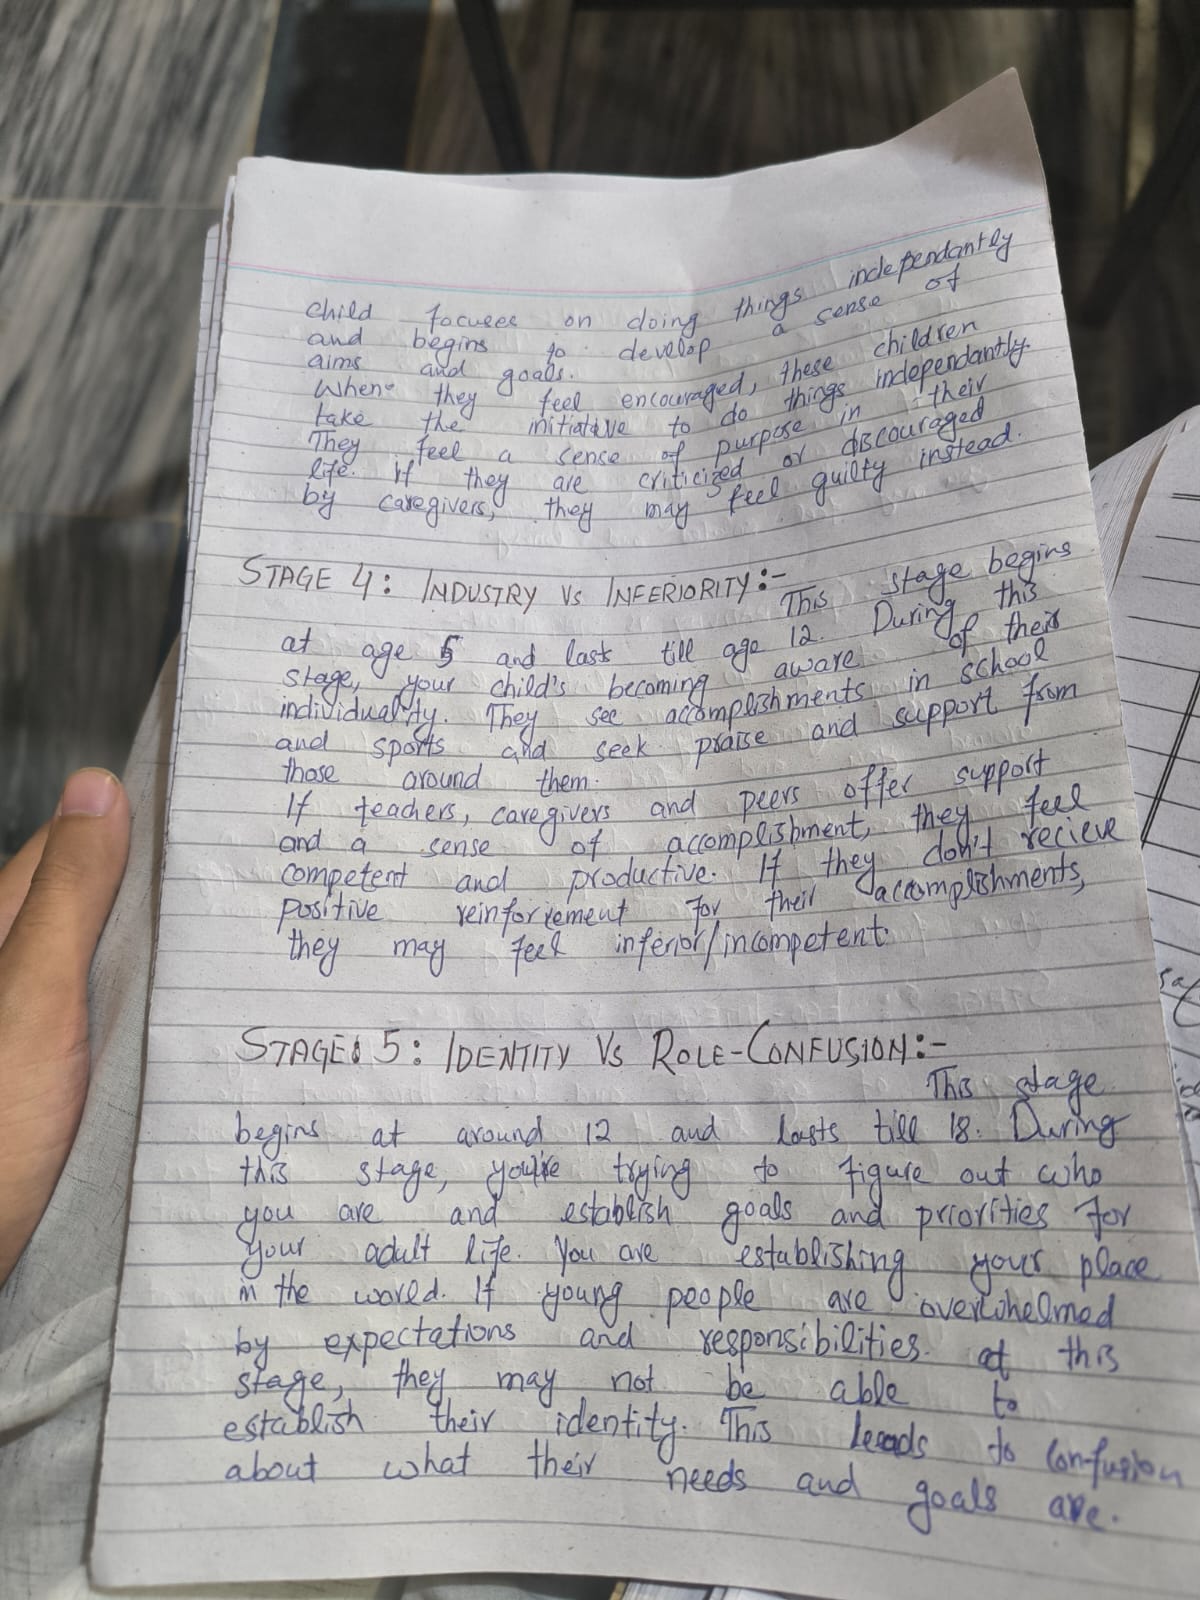 child focuses on doing things independantly
and begins to develop a sense of
aims and goals.
When they feel encouraged, these children
take the initiative to do things independantly.
They feel a sense of purpose in their
life. if they are criticized or discouraged
by caregivers, they may feel guilty instead.
STAGE 4: INDUSTRY VS INFERIORITY:-
This stage begins
at age 5 and lasts till age 12. During this
stage, your child's becoming aware of their
individuality. They see accomplishments in school
and sports and seek praise and support from
those around them.
If teachers, caregivers and peers offer support
and a sense of accomplishment, they feel
competent and productive. If they don't recieve
positive reinforcement for their accomplishments,
they may feel inferior/incompetent
STAGE 5: IDENTITY VS ROLE-CONFUSION:-
This stage
begins at around 12 and lasts till 18. During
this stage, you're trying to figure out who
you are and establish goals and priorities for
your adult life. You are establishing your place
in the world. If young people are overwhelmed
by expectations and responsibilities. at this
stage, they may not be able to
establish their identity. This leads to confusion
about what their needs and goals are.